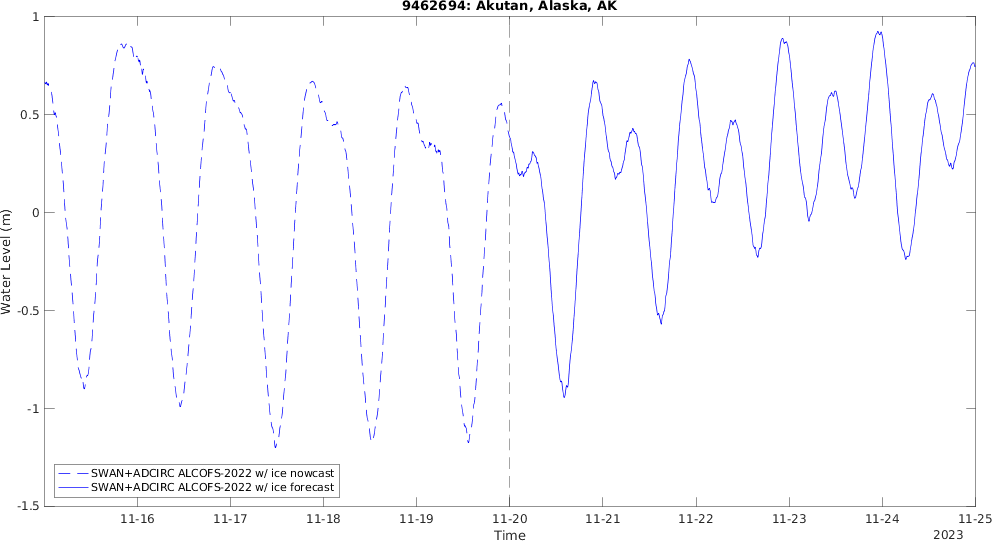 9462694: Akutan, Alaska, AK
Water Level (m)
1
0.5
0
-0.5
-1
-1.5
SWAN+ADCIRC ALCOFS-2022 w/ ice nowcast
SWAN+ADCIRC ALCOFS-2022 w/ ice forecast
11-16 11-17 11-18 11-19 11-20 11-21 11-22 11-23 11-24 11-25
Time
2023